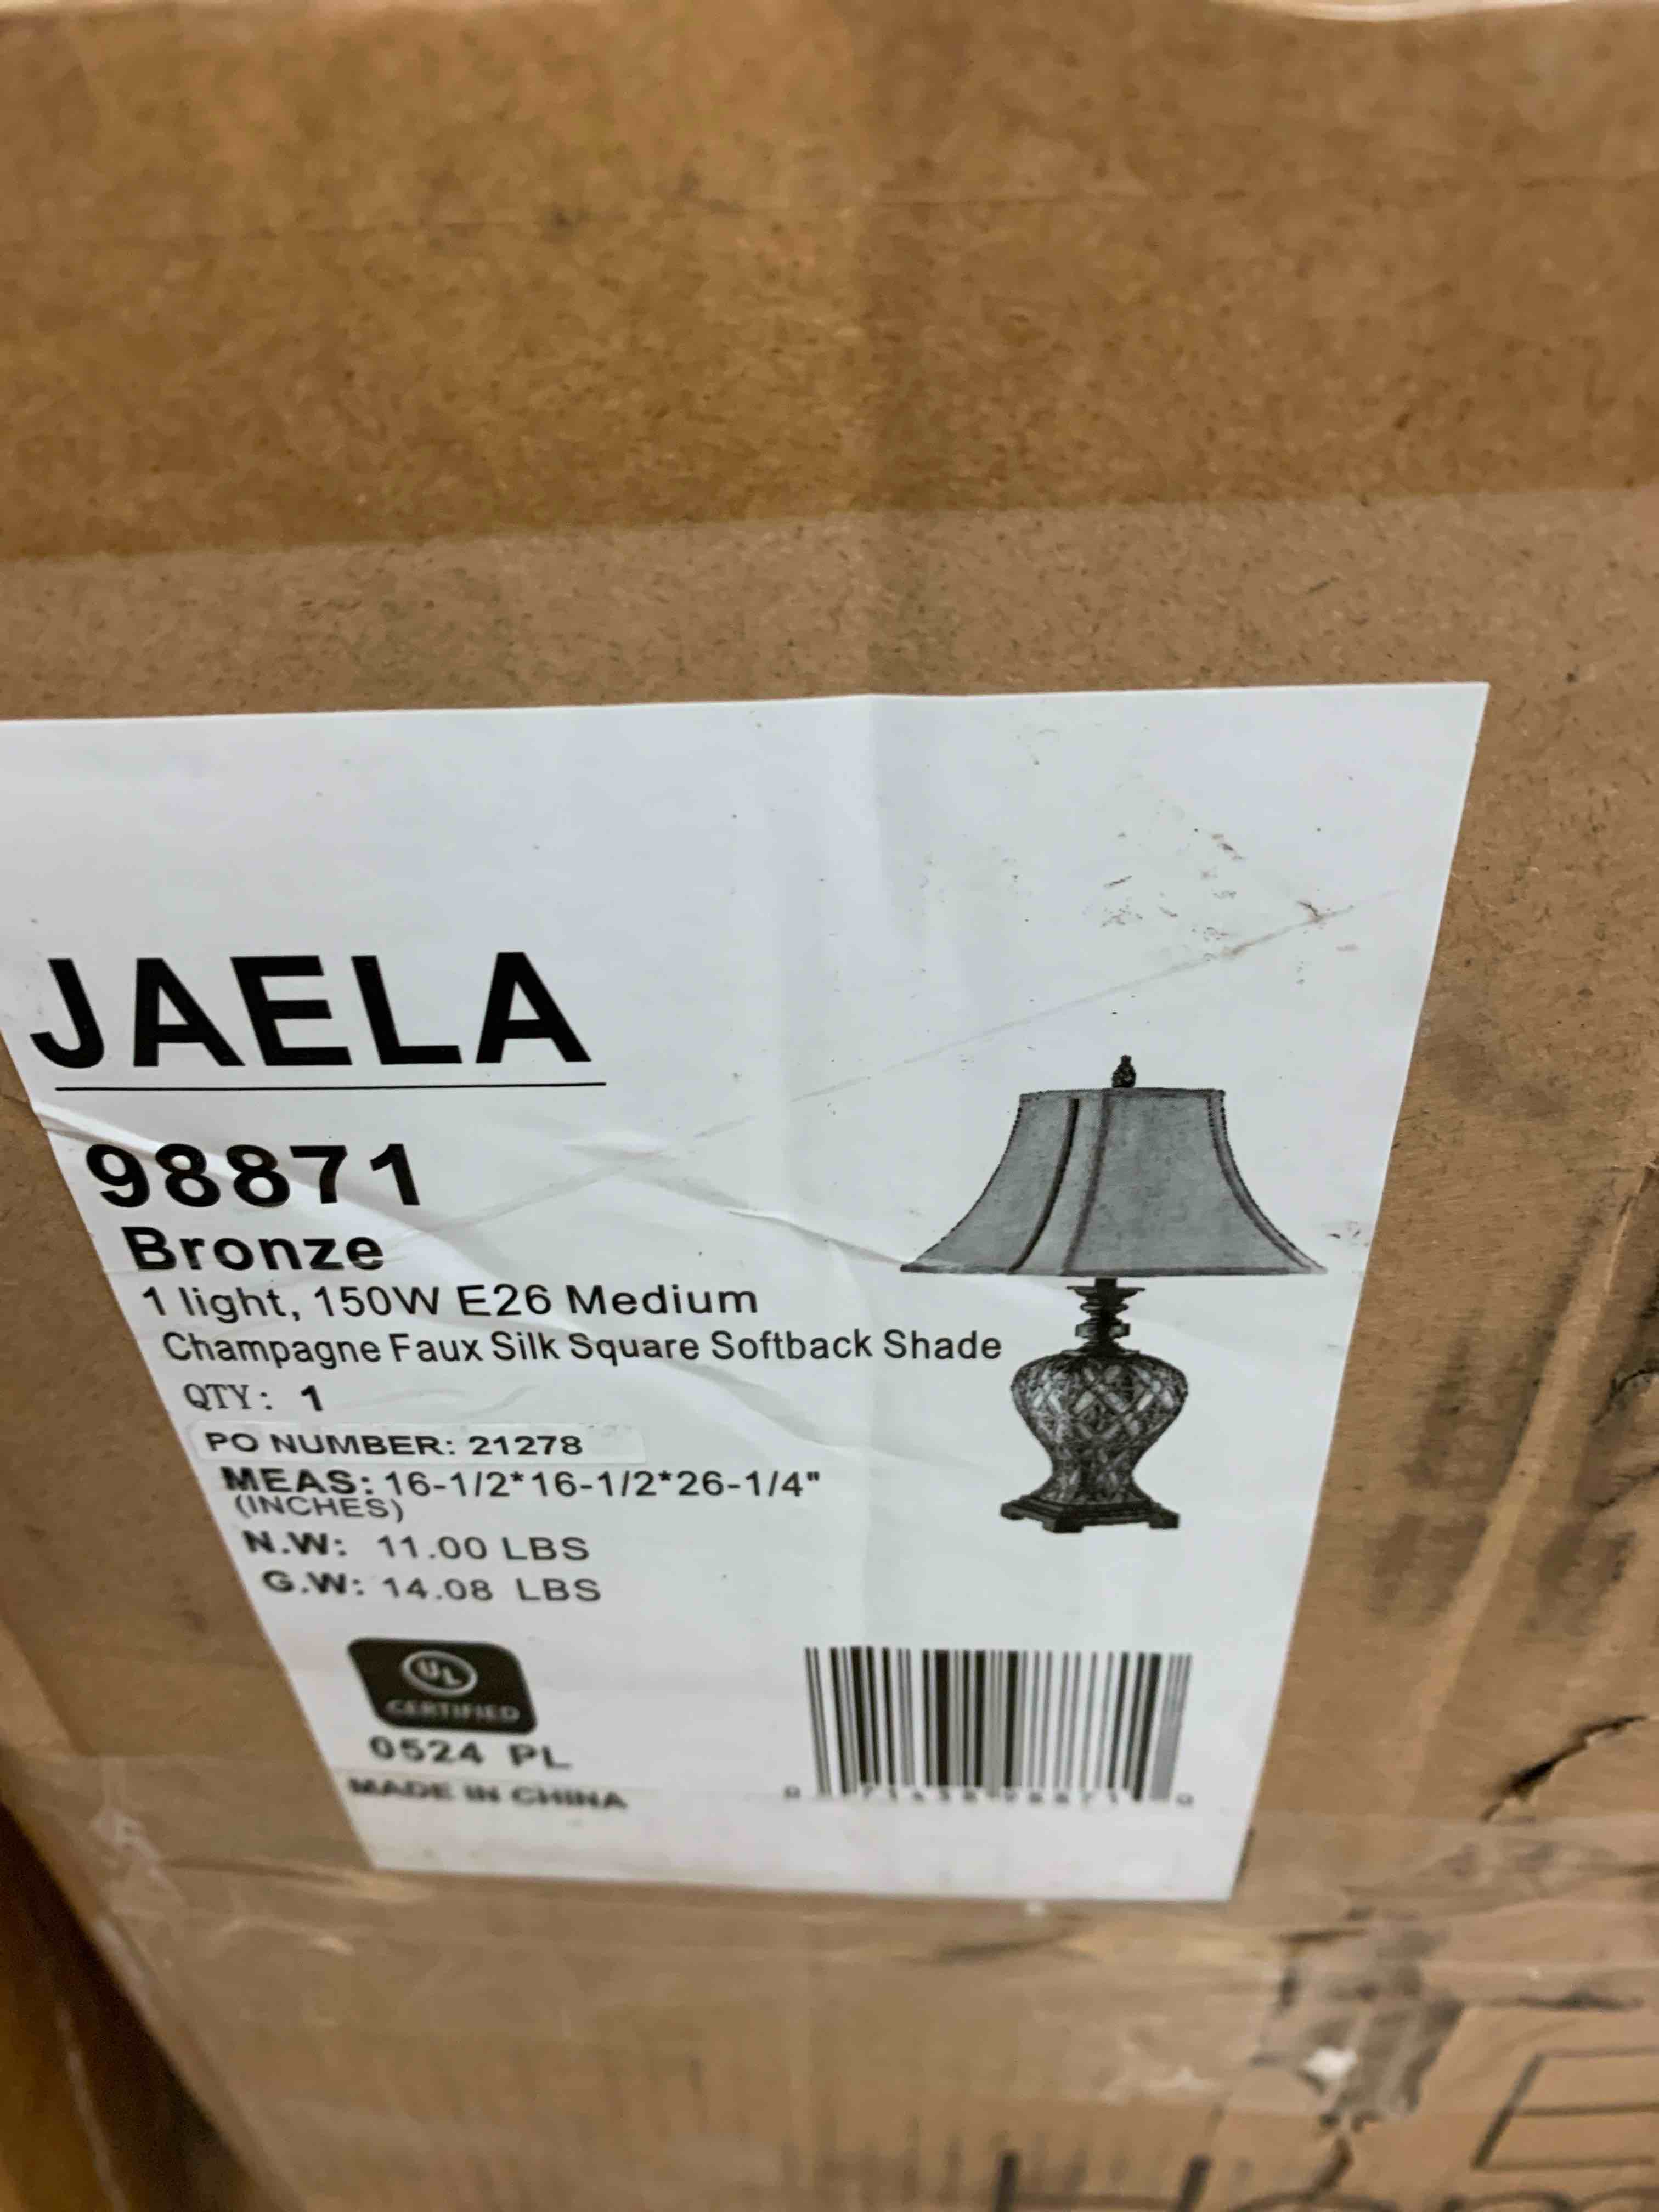 JAELA
98871
Bronze
1 light, 150W E26 Medium
Champagne Faux Silk Square Softback Shade
QTY: 1
PO NUMBER: 21278
MEAS: 16-1/2*16-1/2*26-1/4"
(INCHES)
N.W: 11.00 LBS
G.W: 14.08 LBS
UL
CERTIFIED
0524 PL
MADE IN CHINA